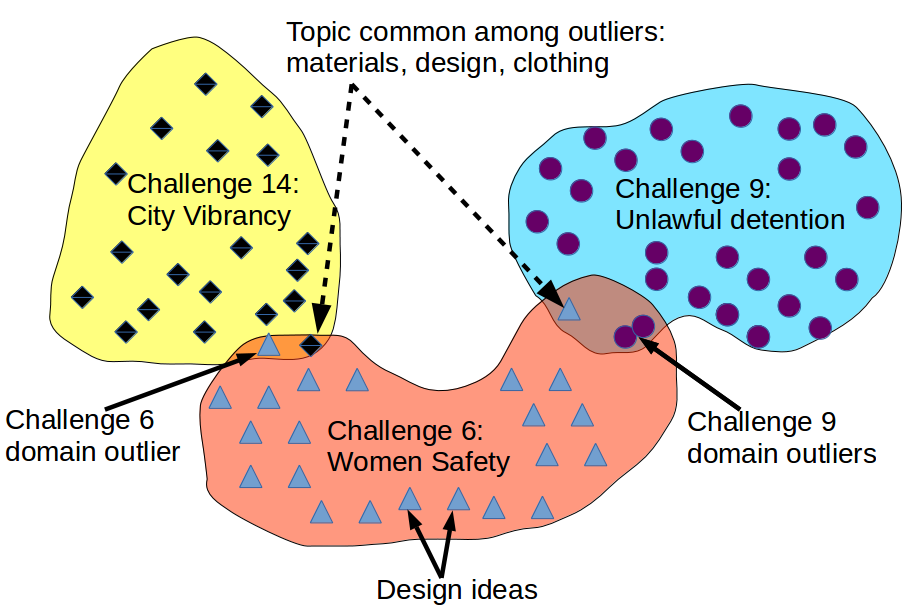 Topic common among outliers:
materials, design, clothing
Challenge 14:
City Vibrancy
Challenge 9:
Unlawful detention
Challenge 6
domain outlier
Challenge 6:
Women Safety
Challenge 9
domain outliers
Design ideas